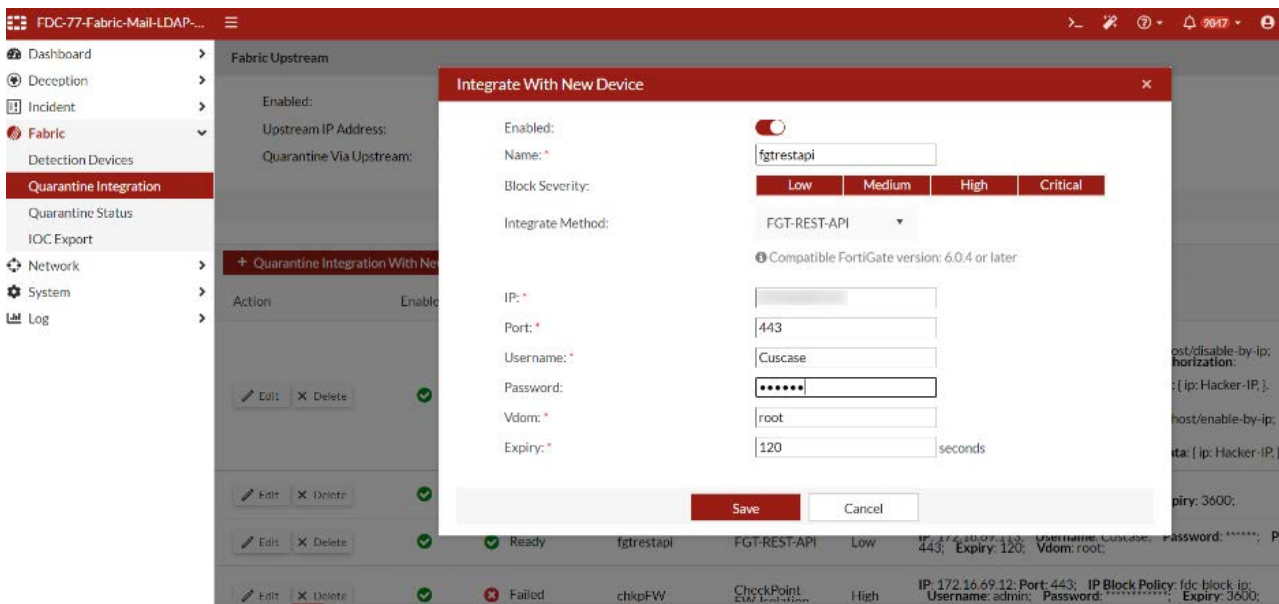 FDC-77-Fabric-Mail-LDAP-...
>_ 9047
Dashboard
Deception
Incident
Fabric
Detection Devices
Quarantine Integration
Quarantine Status
IOC Export
Network
System
Log
Fabric Upstream
Enabled:
Upstream IP Address:
Quarantine Via Upstream:
+ Quarantine Integration With Ne
Action Enable
Integrate With New Device ×
Enabled:
Name: * fgtrestapi
Block Severity: Low Medium High Critical
Integrate Method: FGT-REST-API
Compatible FortiGate version: 6.0.4 or later
IP: *
Port: * 443
Username: * Cuscase
Password: ••••••
Vdom: * root
Expiry: * 120 seconds
Save Cancel
ost/disable-by-ip;
horization:
: { ip: Hacker-IP, }.
Edit Delete
host/enable-by-ip;
ta: { ip: Hacker-IP, }
Edit Delete piry: 3600;
Edit Delete Ready fgtrestapi FGT-REST-API Low Username: Cuscase; Password: ******; P
443; Expiry: 120; Vdom: root;
Edit Delete Failed chkpFW CheckPoint High IP: 172.16.69.12; Port: 443; IP Block Policy: fdc block ip;
FW Isolation Username: admin; Password: ************; Expiry: 3600;